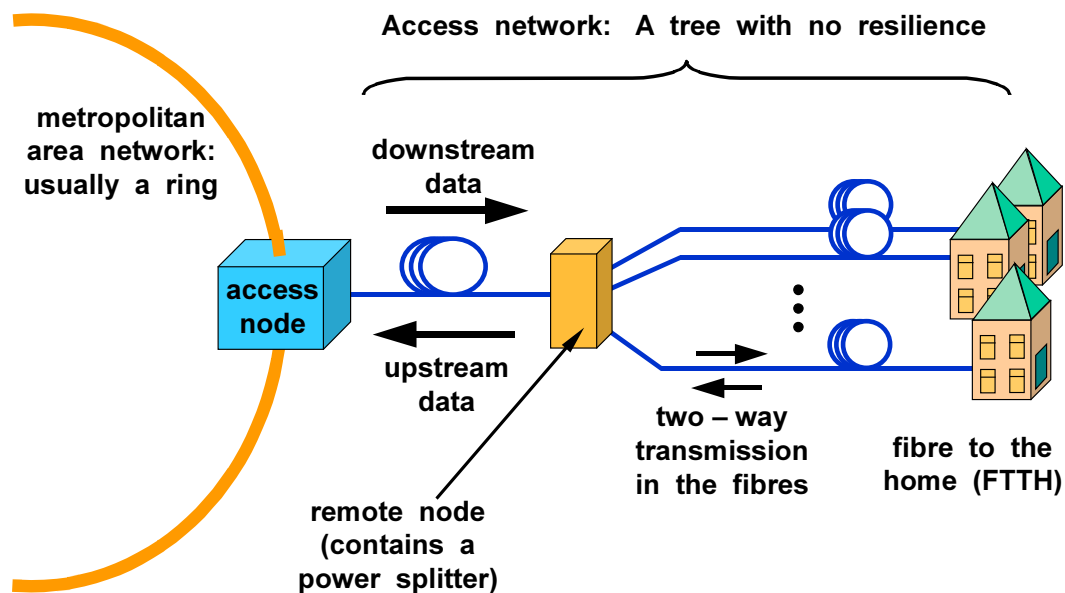 Access network: A tree with no resilience
metropolitan
area network:
usually a ring
downstream
data
access
node
upstream
data
two – way
transmission
in the fibres
fibre to the
home (FTTH)
remote node
(contains a
power splitter)